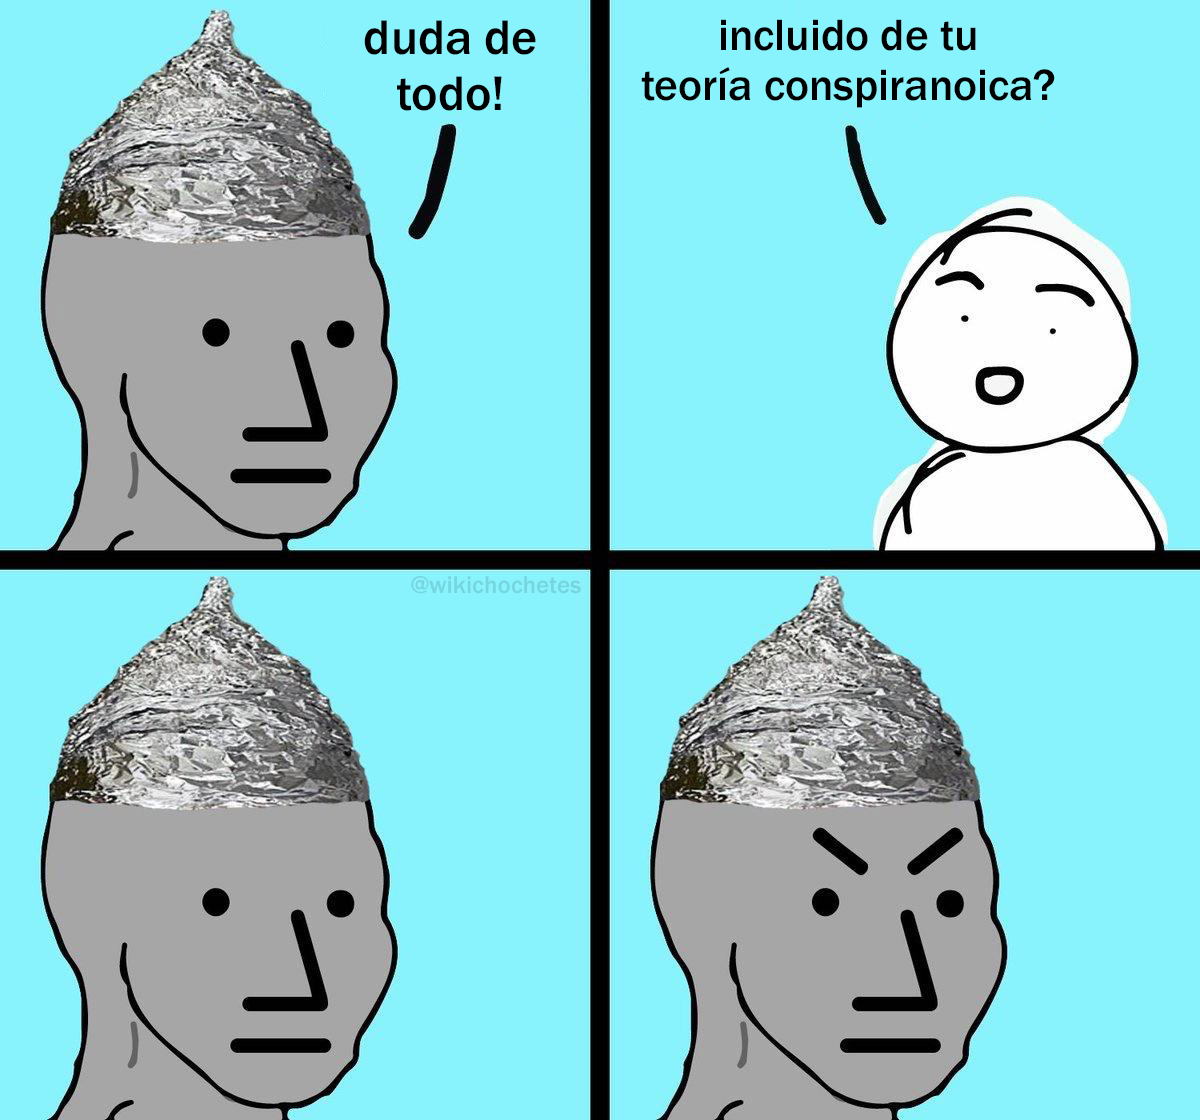 duda de
todo!
incluido de tu
teoría conspiranoica?
@wikichochetes